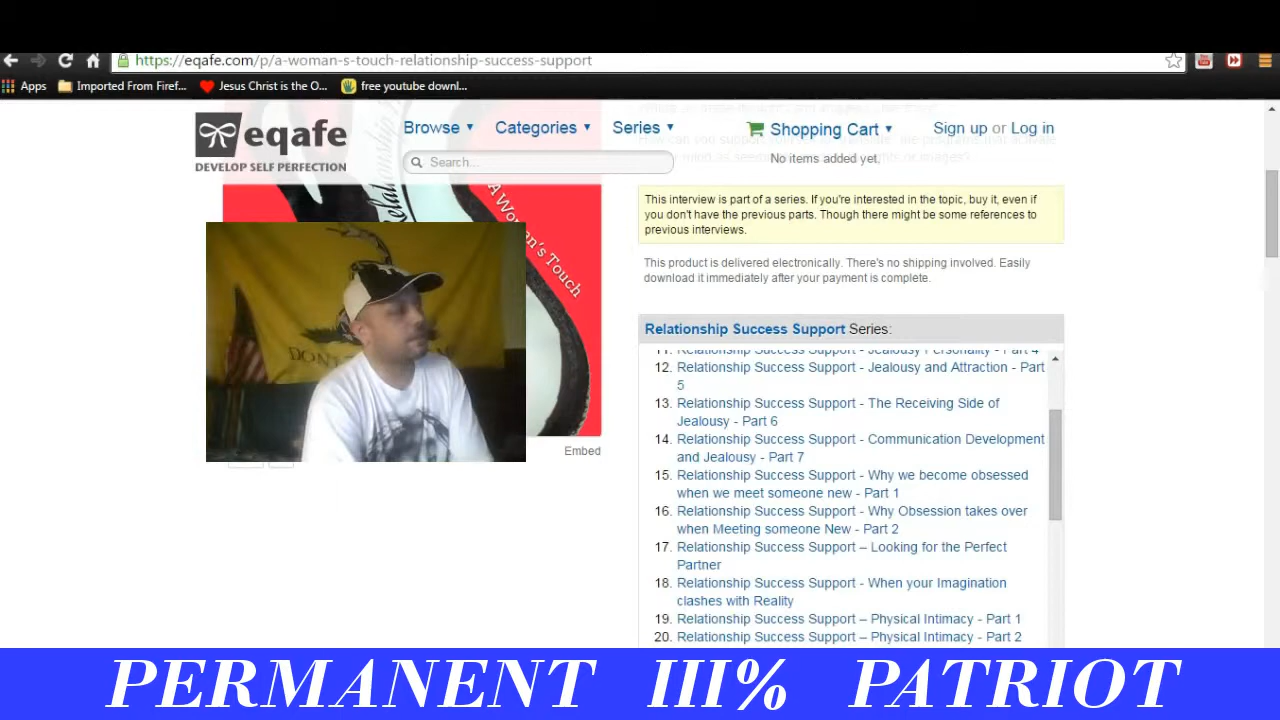 https://eqafe.com/p/a-woman-s-touch-relationship-success-support
Apps Imported From Firef... Jesus Christ is the O... free youtube downl...
eqafe
DEVELOP SELF PERFECTION
Browse Categories Series
Search...
Shopping Cart
No items added yet.
Sign up or Log in
A Woman's Touch
DON'T
Embed
This interview is part of a series. If you're interested in the topic, buy it, even if
you don't have the previous parts. Though there might be some references to
previous interviews.
This product is delivered electronically. There's no shipping involved. Easily
download it immediately after your payment is complete.
Relationship Success Support Series:
11. Relationship Success Support - Jealousy Personality - Part 4
12. Relationship Success Support - Jealousy and Attraction - Part
5
13. Relationship Success Support - The Receiving Side of
Jealousy - Part 6
14. Relationship Success Support - Communication Development
and Jealousy - Part 7
15. Relationship Success Support - Why we become obsessed
when we meet someone new - Part 1
16. Relationship Success Support - Why Obsession takes over
when Meeting someone New - Part 2
17. Relationship Success Support – Looking for the Perfect
Partner
18. Relationship Success Support - When your Imagination
clashes with Reality
19. Relationship Success Support – Physical Intimacy - Part 1
20. Relationship Success Support – Physical Intimacy - Part 2
PERMANENT III% PATRIOT